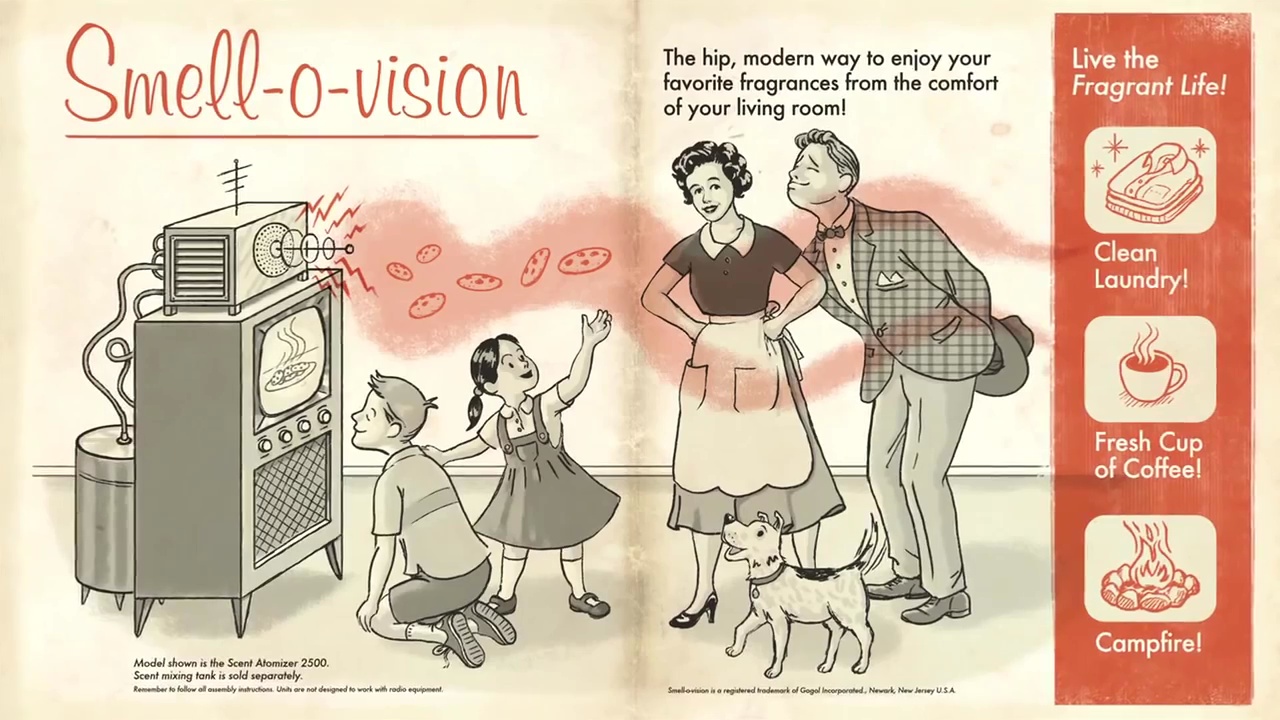 Smell-o-vision
The hip, modern way to enjoy your
favorite fragrances from the comfort
of your living room!
Live the
Fragrant Life!
Clean
Laundry!
Fresh Cup
of Coffee!
Campfire!
Model shown is the Scent Atomizer 2500.
Scent mixing tank is sold separately.
Remember to follow all assembly instructions. Units are not designed to work with radio equipment.
Smell-o-vision is a registered trademark of Gogol Incorporated., Newark, New Jersey U.S.A.